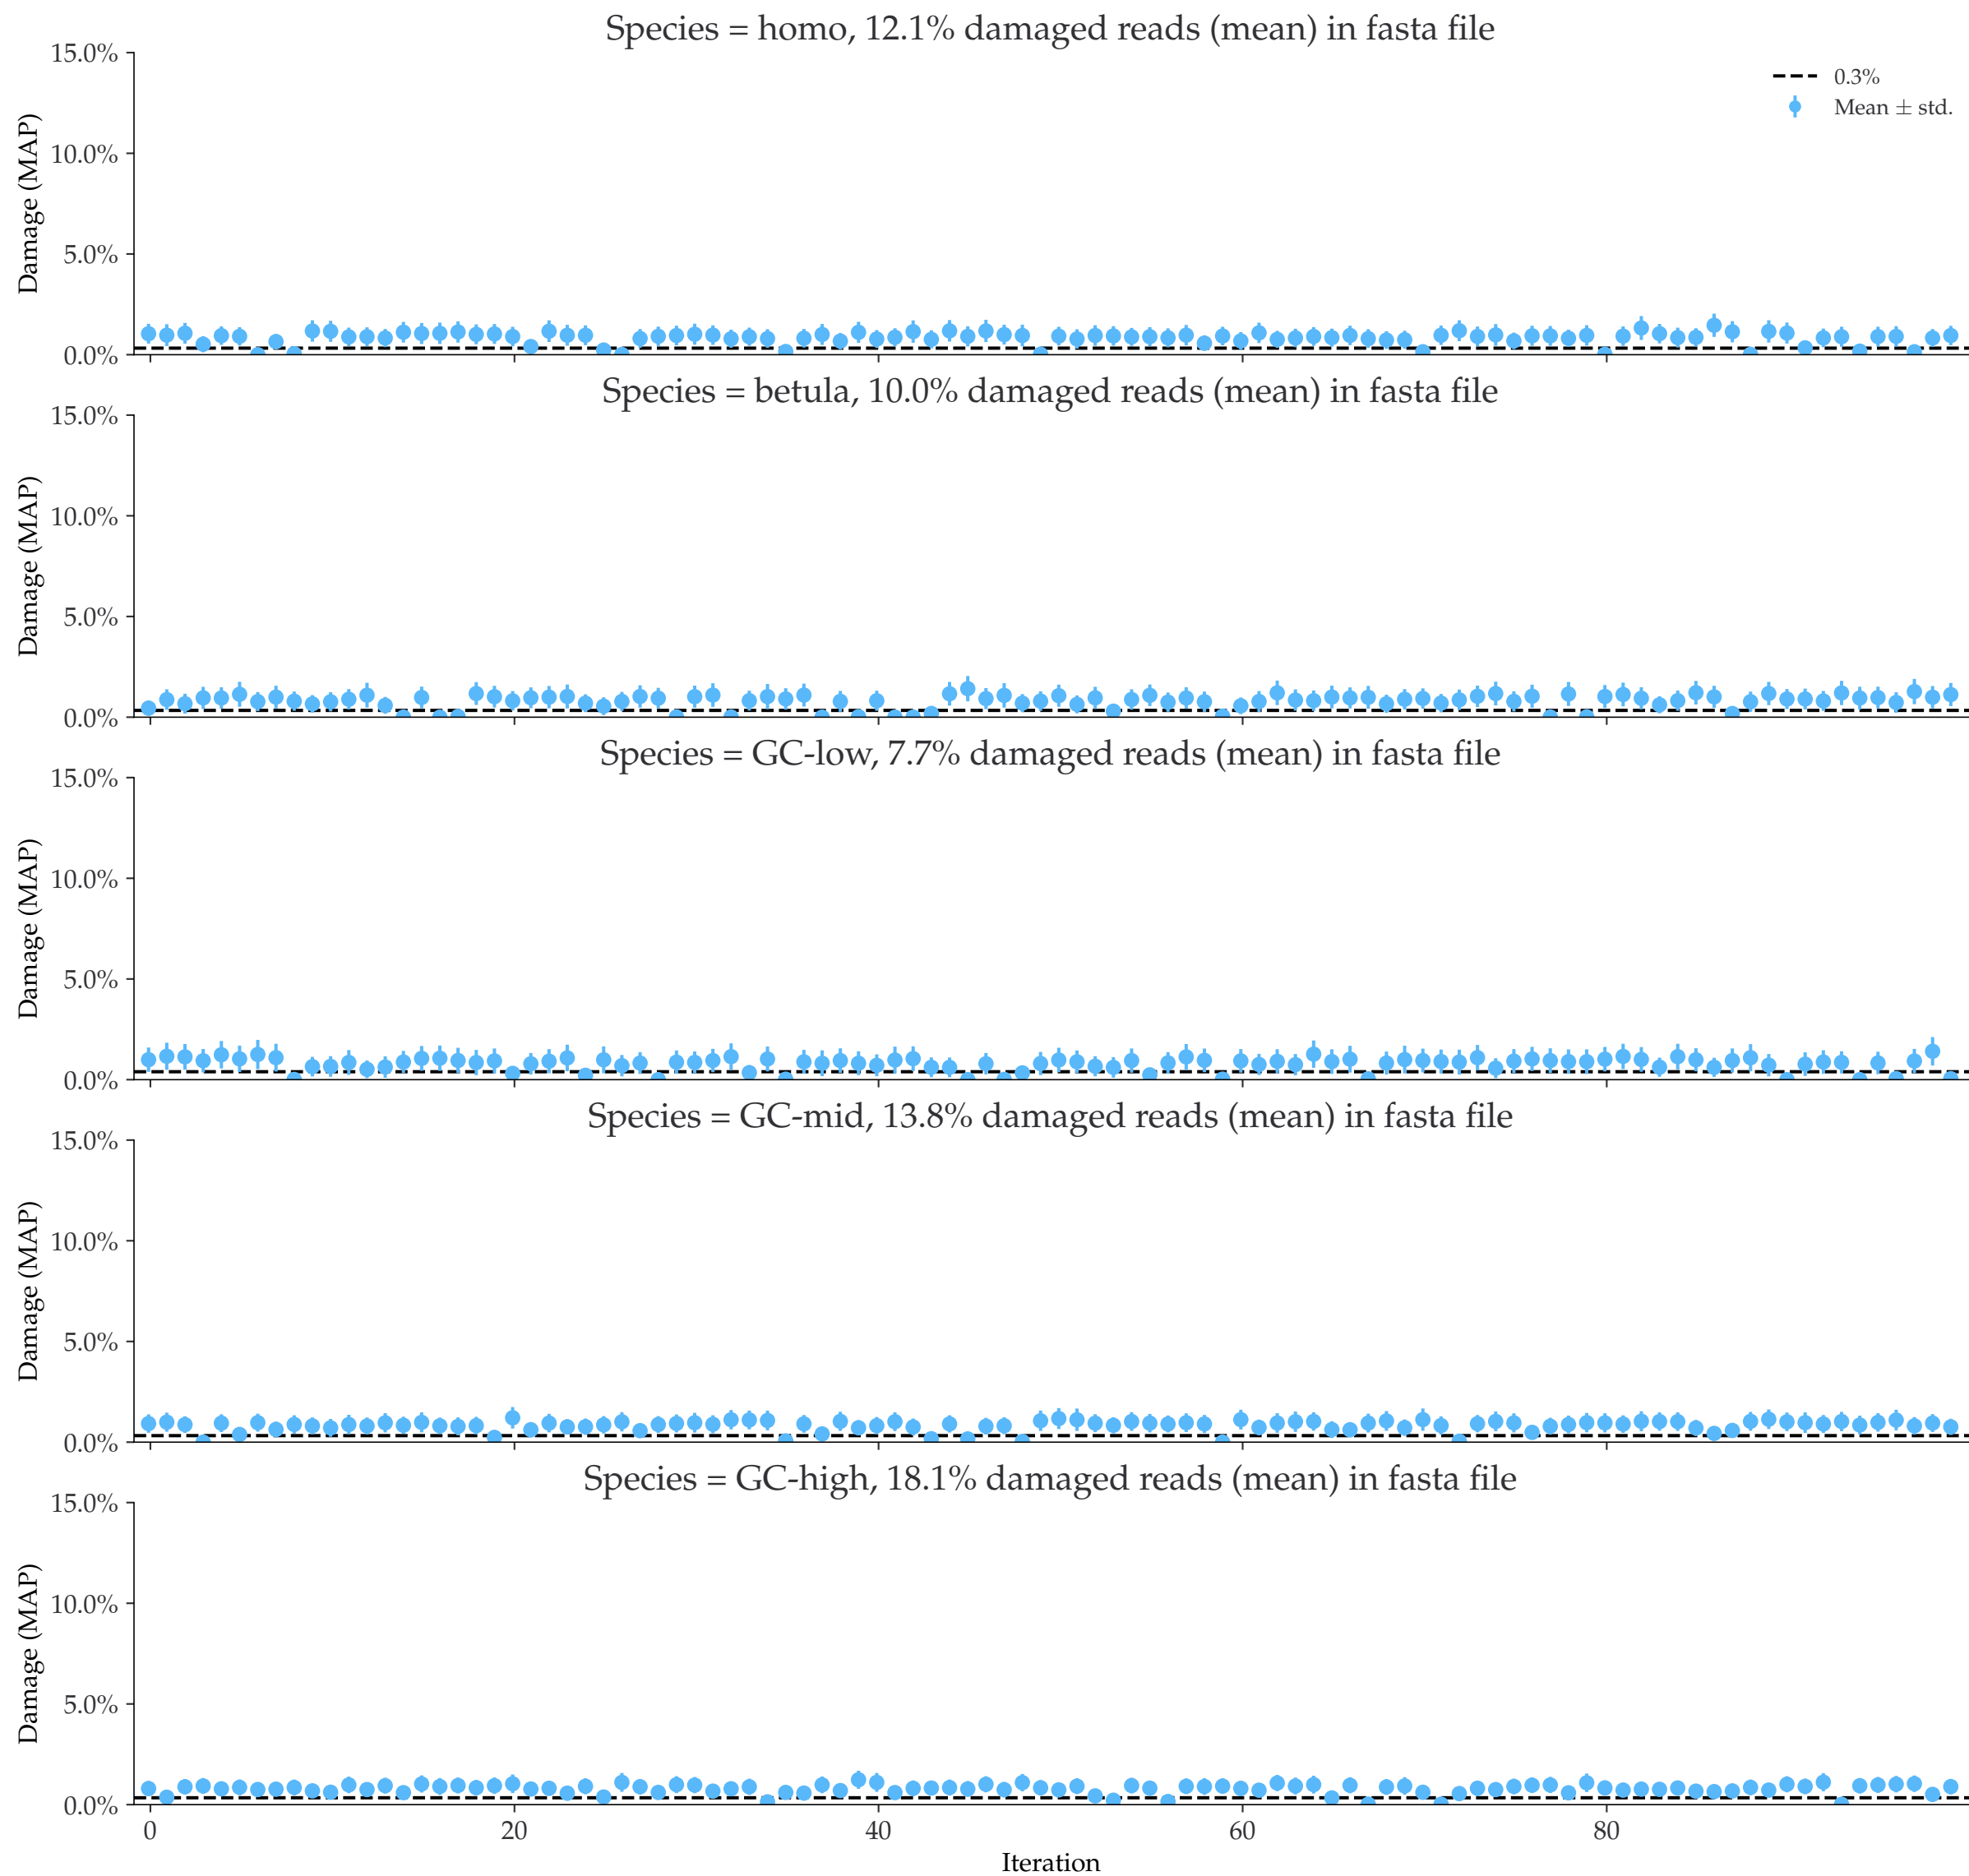 Species = homo, 12.1% damaged reads (mean) in fasta file
15.0%
10.0%
5.0%
0.0%
Damage (MAP)
0.3%
Mean ± std.
Species = betula, 10.0% damaged reads (mean) in fasta file
15.0%
10.0%
5.0%
0.0%
Damage (MAP)
Species = GC-low, 7.7% damaged reads (mean) in fasta file
15.0%
10.0%
5.0%
0.0%
Damage (MAP)
Species = GC-mid, 13.8% damaged reads (mean) in fasta file
15.0%
10.0%
5.0%
0.0%
Damage (MAP)
Species = GC-high, 18.1% damaged reads (mean) in fasta file
15.0%
10.0%
5.0%
0.0%
Damage (MAP)
0 20 40 60 80
Iteration